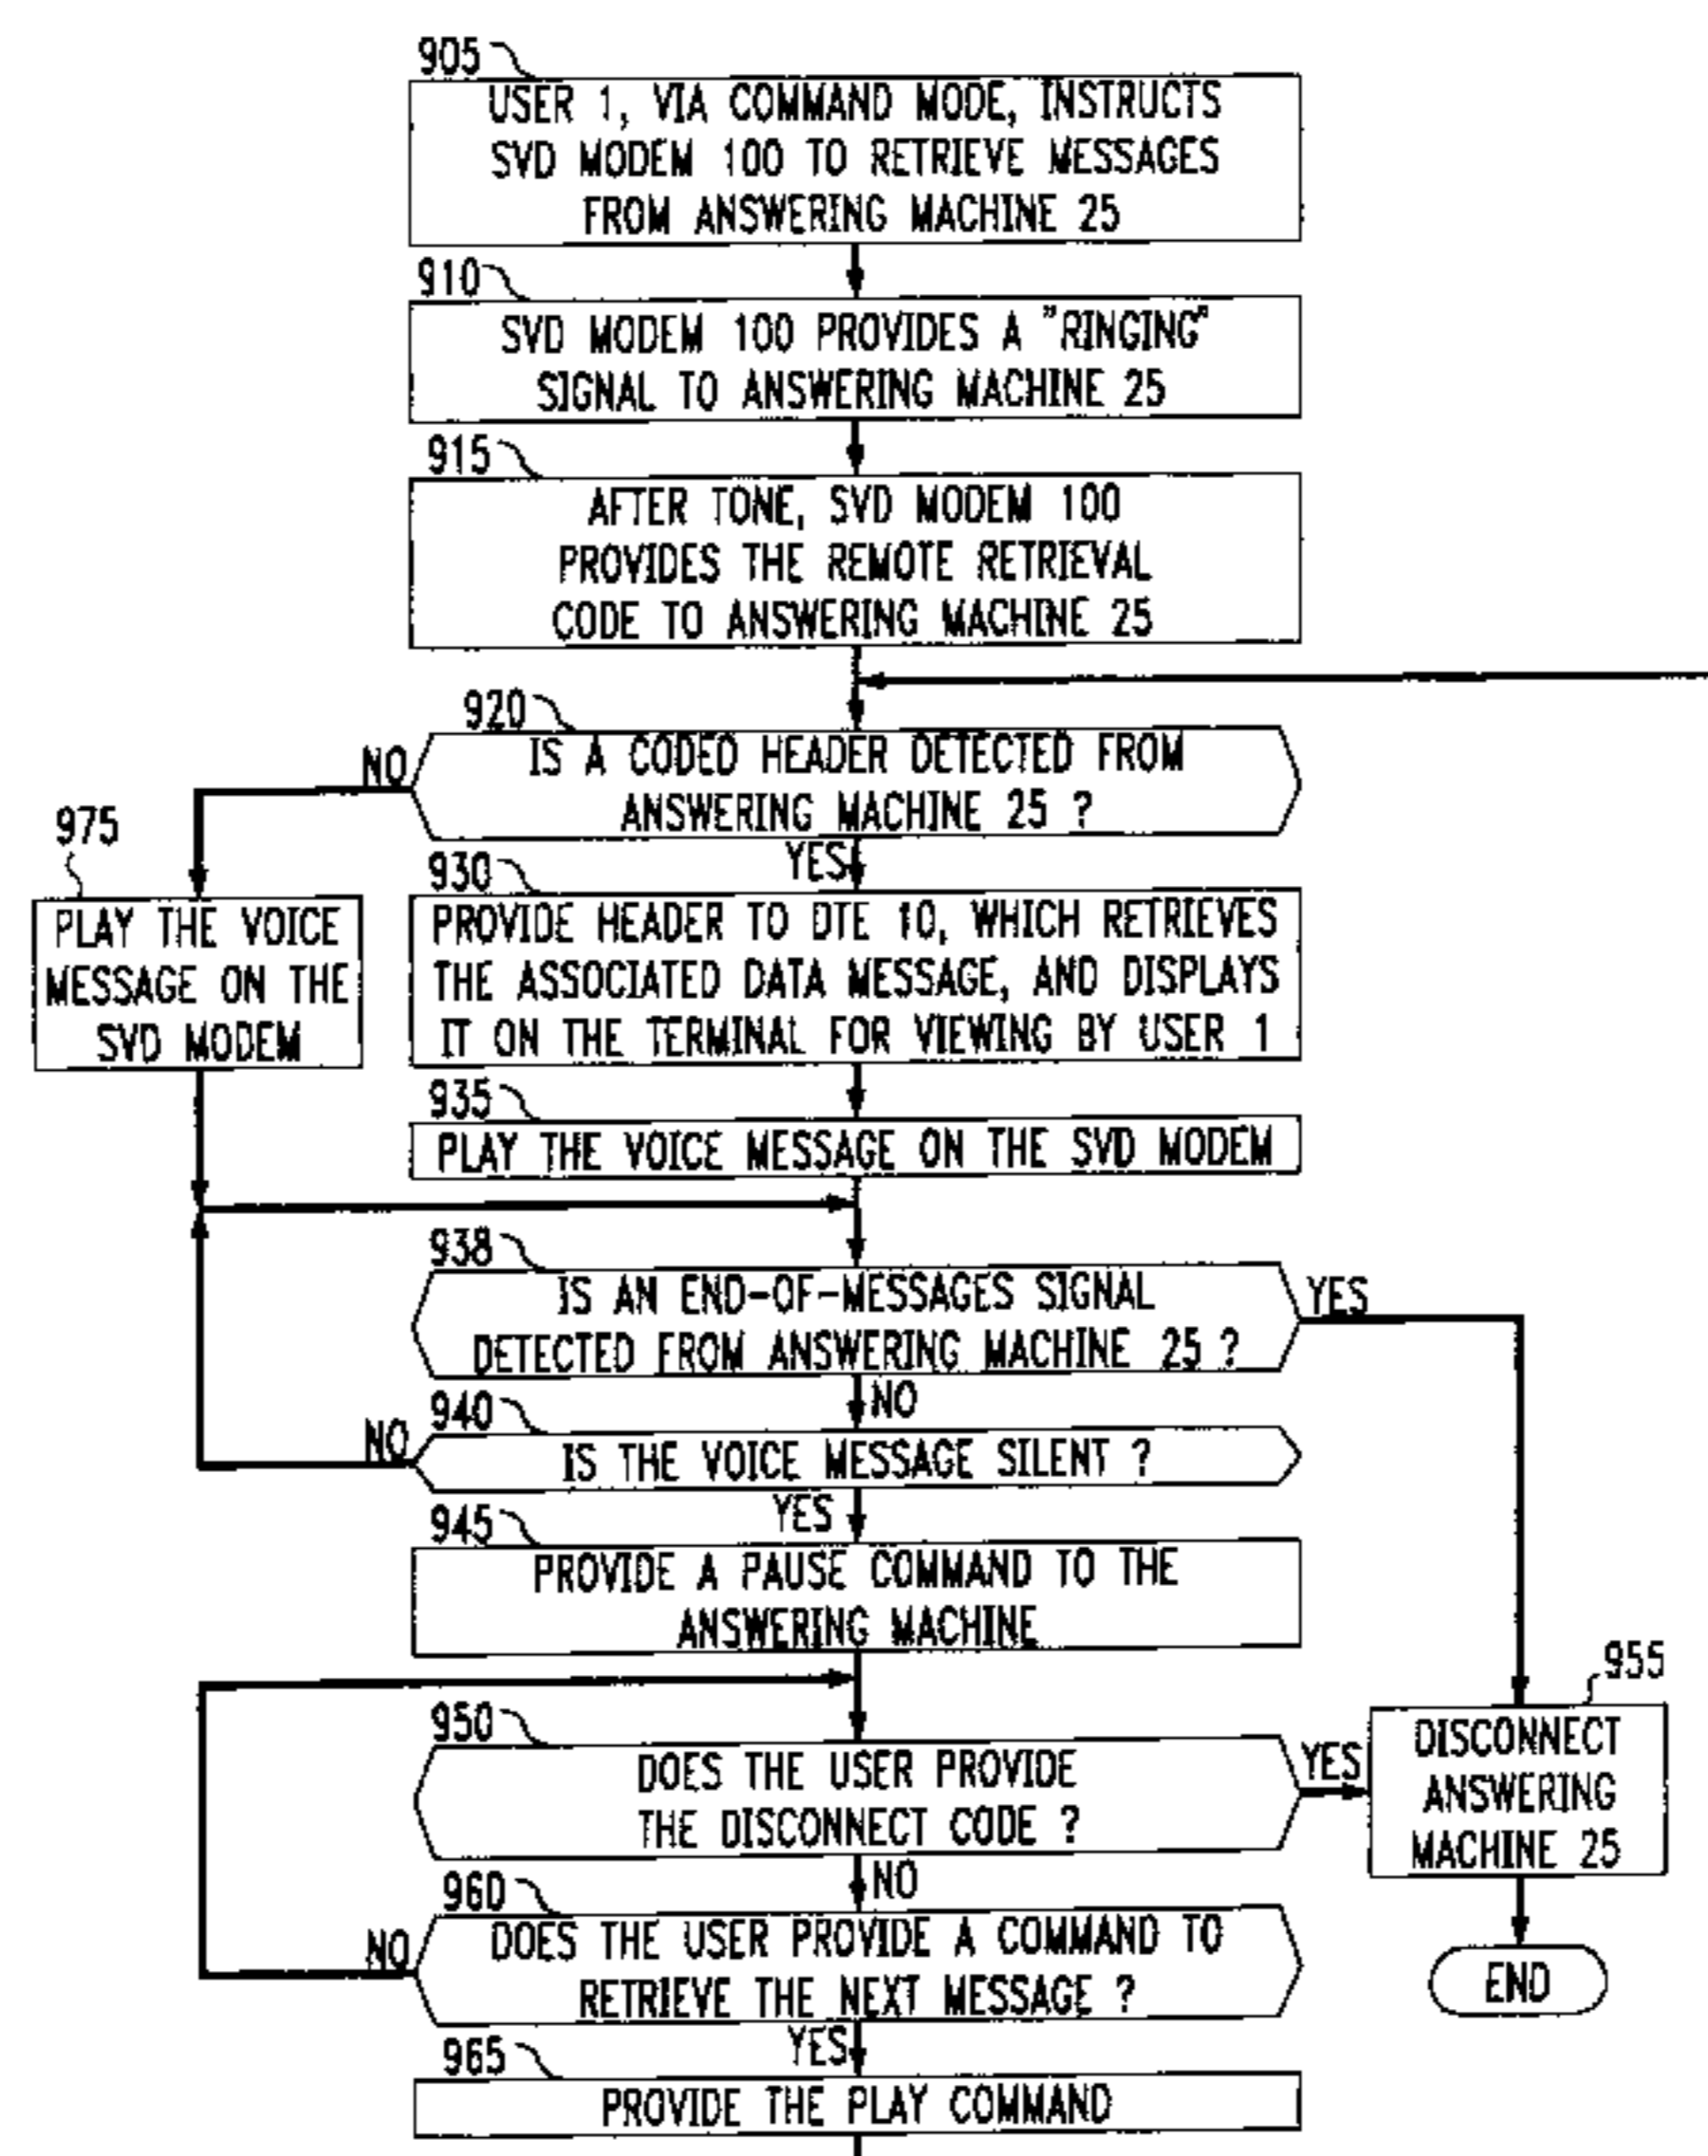 905
USER 1, VIA COMMAND MODE, INSTRUCTS
SVD MODEM 100 TO RETRIEVE MESSAGES
FROM ANSWERING MACHINE 25
910
SVD MODEM 100 PROVIDES A "RINGING"
SIGNAL TO ANSWERING MACHINE 25
915
AFTER TONE, SVD MODEM 100
PROVIDES THE REMOTE RETRIEVAL
CODE TO ANSWERING MACHINE 25
920
IS A CODED HEADER DETECTED FROM
ANSWERING MACHINE 25 ?
NO
YES
975
PLAY THE VOICE
MESSAGE ON THE
SVD MODEM
930
PROVIDE HEADER TO DTE 10, WHICH RETRIEVES
THE ASSOCIATED DATA MESSAGE, AND DISPLAYS
IT ON THE TERMINAL FOR VIEWING BY USER 1
935
PLAY THE VOICE MESSAGE ON THE SVD MODEM
938
IS AN END-OF-MESSAGES SIGNAL
DETECTED FROM ANSWERING MACHINE 25 ?
YES
NO
940
IS THE VOICE MESSAGE SILENT ?
NO
YES
945
PROVIDE A PAUSE COMMAND TO THE
ANSWERING MACHINE
950
DOES THE USER PROVIDE
THE DISCONNECT CODE ?
YES
NO
955
DISCONNECT
ANSWERING
MACHINE 25
END
960
DOES THE USER PROVIDE A COMMAND TO
RETRIEVE THE NEXT MESSAGE ?
NO
YES
965
PROVIDE THE PLAY COMMAND